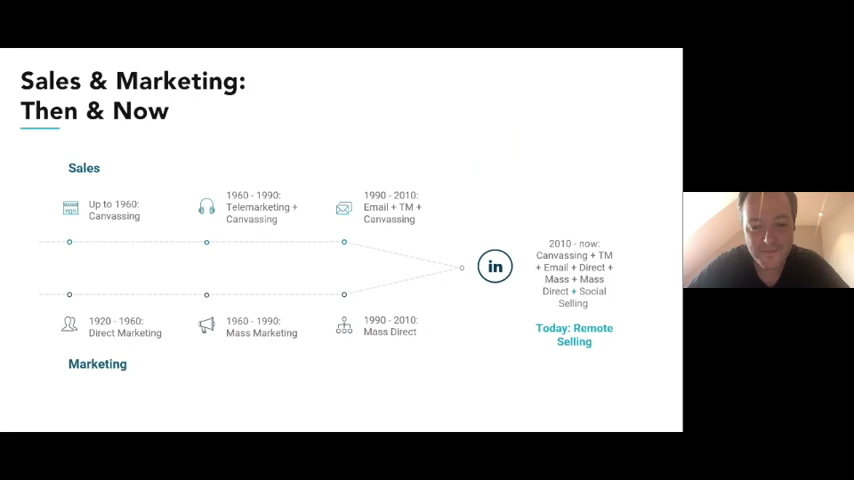 Sales & Marketing:
Then & Now
Sales
Up to 1960:
Canvassing
1960 - 1990:
Telemarketing +
Canvassing
1990 - 2010:
Email + TM +
Canvassing
in
2010 - now:
Canvassing + TM
+ Email + Direct +
Mass + Mass
Direct + Social
Selling
Today: Remote
Selling
1920 - 1960:
Direct Marketing
1960 - 1990:
Mass Marketing
1990 - 2010:
Mass Direct
Marketing